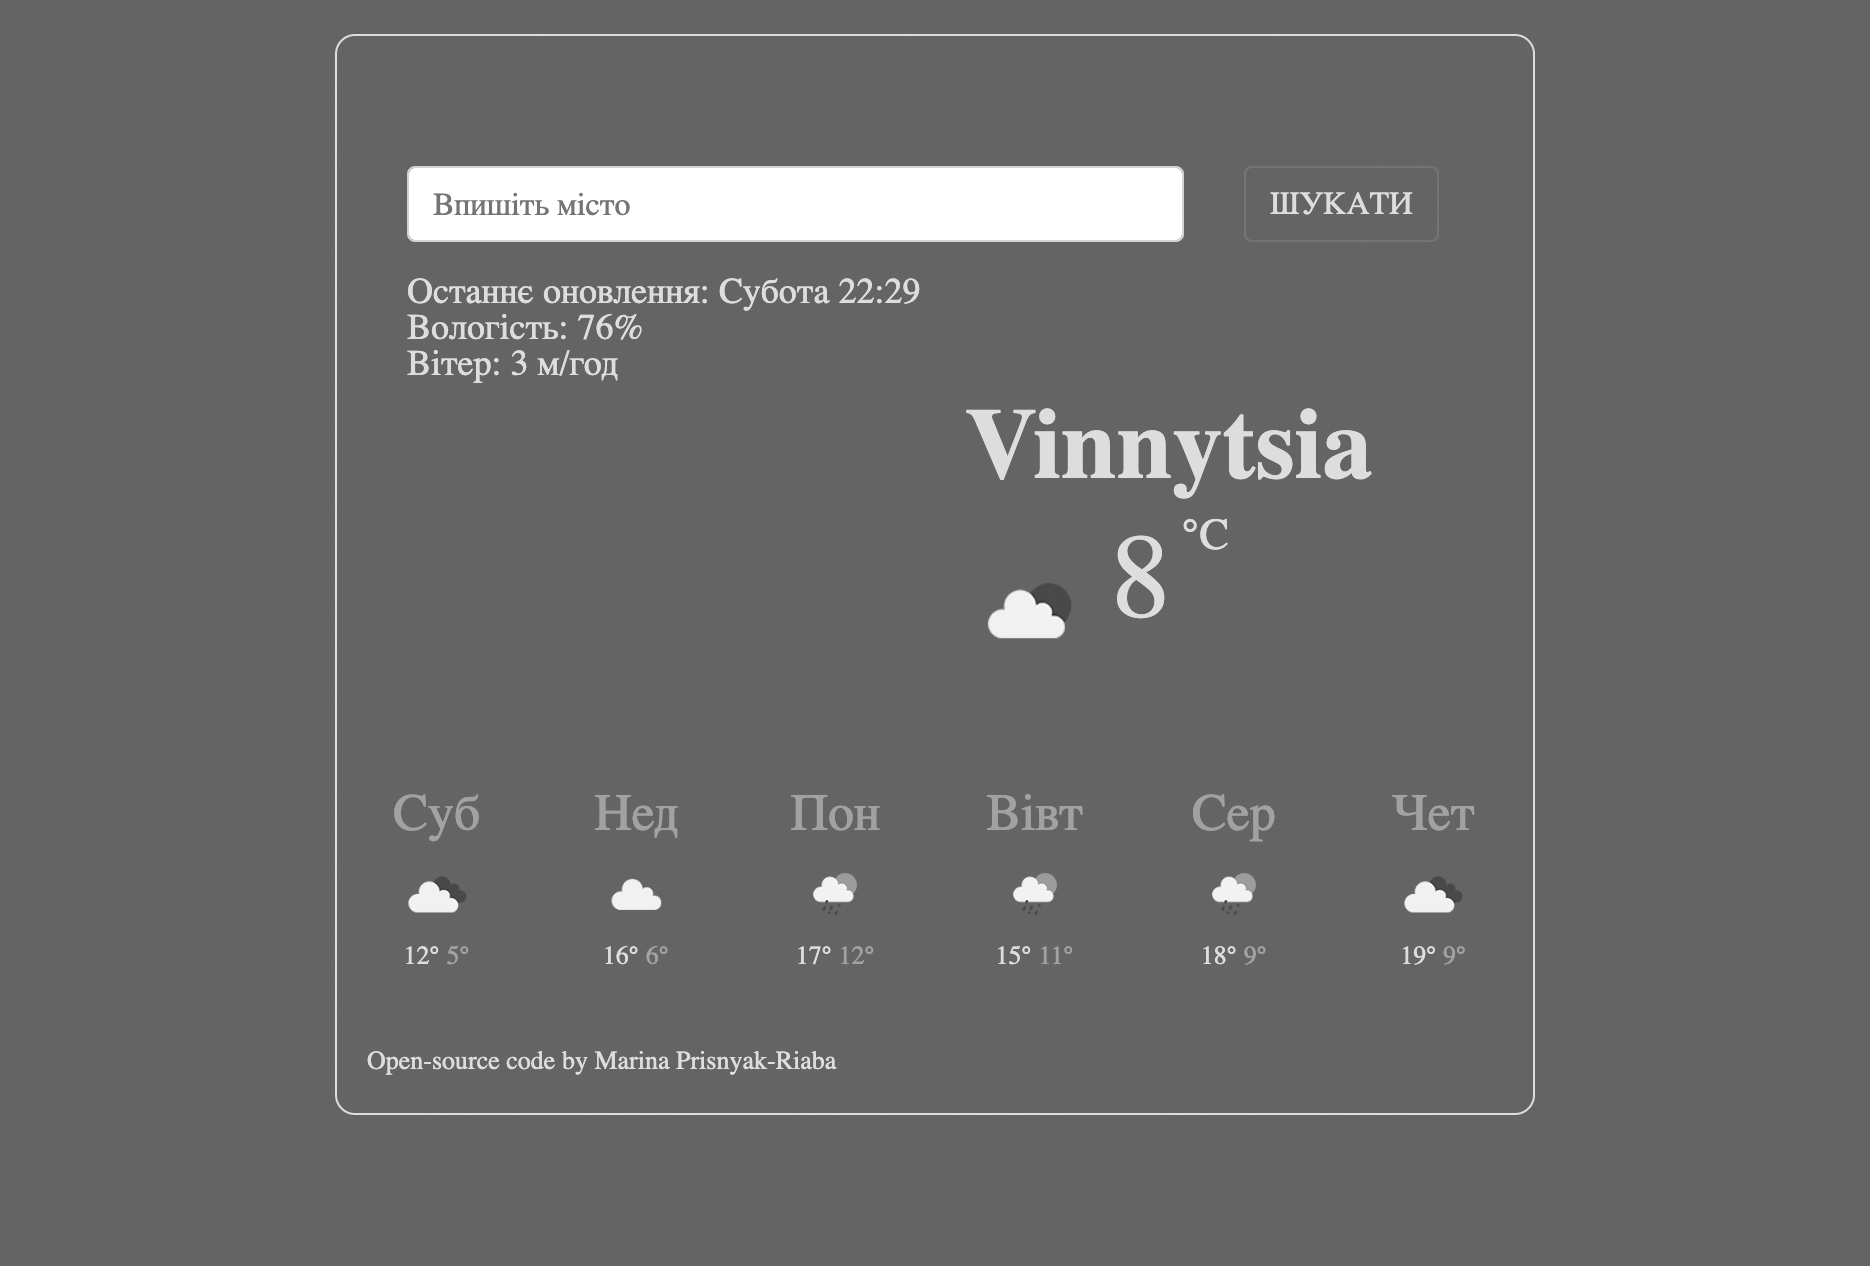 Впишіть місто
ШУКАТИ
Останнє оновлення: Субота 22:29
Вологість: 76%
Вітер: 3 м/год
Vinnytsia
8 °C
Суб Нед Пон Вівт Сер Чет
12° 5° 16° 6° 17° 12° 15° 11° 18° 9° 19° 9°
Open-source code by Marina Prisnyak-Riaba